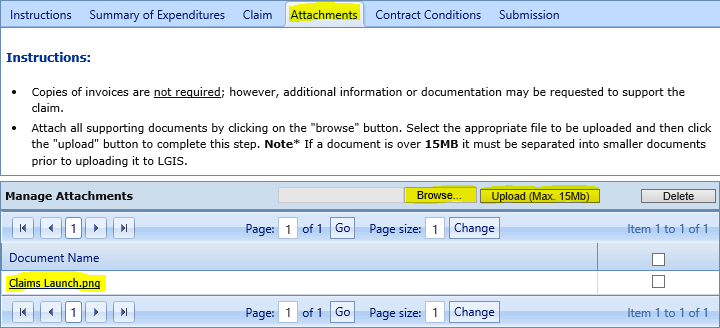 Instructions Summary of Expenditures Claim Attachments Contract Conditions Submission
Instructions:
• Copies of invoices are not required; however, additional information or documentation may be requested to support the
claim.
• Attach all supporting documents by clicking on the "browse" button. Select the appropriate file to be uploaded and then click
the "upload" button to complete this step. Note* If a document is over 15MB it must be separated into smaller documents
prior to uploading it to LGIS.
Manage Attachments Browse... Upload (Max. 15Mb) Delete
1 Page: 1 of 1 Go Page size: 1 Change Item 1 to 1 of 1
Document Name
Claims Launch.png
1 Page: 1 of 1 Go Page size: 1 Change Item 1 to 1 of 1